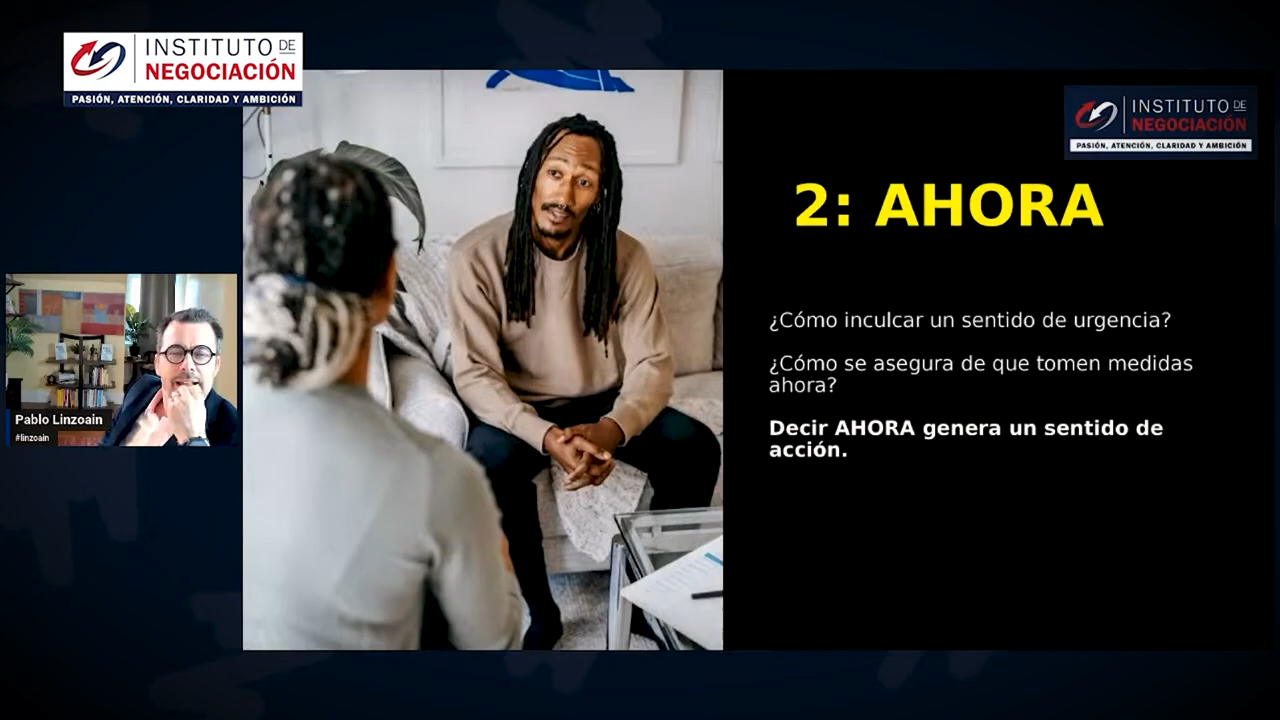 INSTITUTO DE
NEGOCIACIÓN
PASIÓN, ATENCIÓN, CLARIDAD Y AMBICIÓN
INSTITUTO DE
NEGOCIACIÓN
PASIÓN, ATENCIÓN, CLARIDAD Y AMBICIÓN
2: AHORA
¿Cómo inculcar un sentido de urgencia?
¿Cómo se asegura de que tomen medidas
ahora?
Decir AHORA genera un sentido de
acción.
Pablo Linzoain
#linzoain